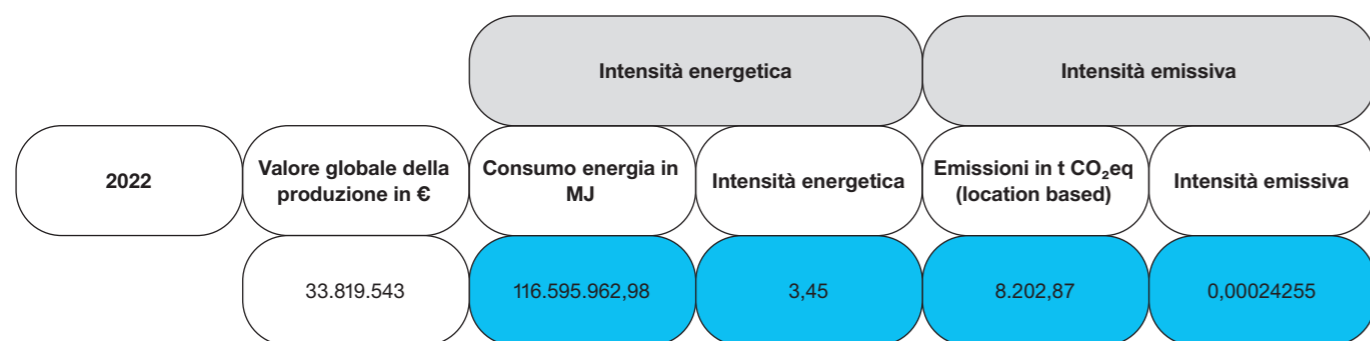 Intensità energetica
Intensità emissiva
2022
Valore globale della
produzione in €
Consumo energia in
MJ
Intensità energetica
Emissioni in t CO₂eq
(location based)
Intensità emissiva
33.819.543
116.595.962,98
3,45
8.202,87
0,00024255